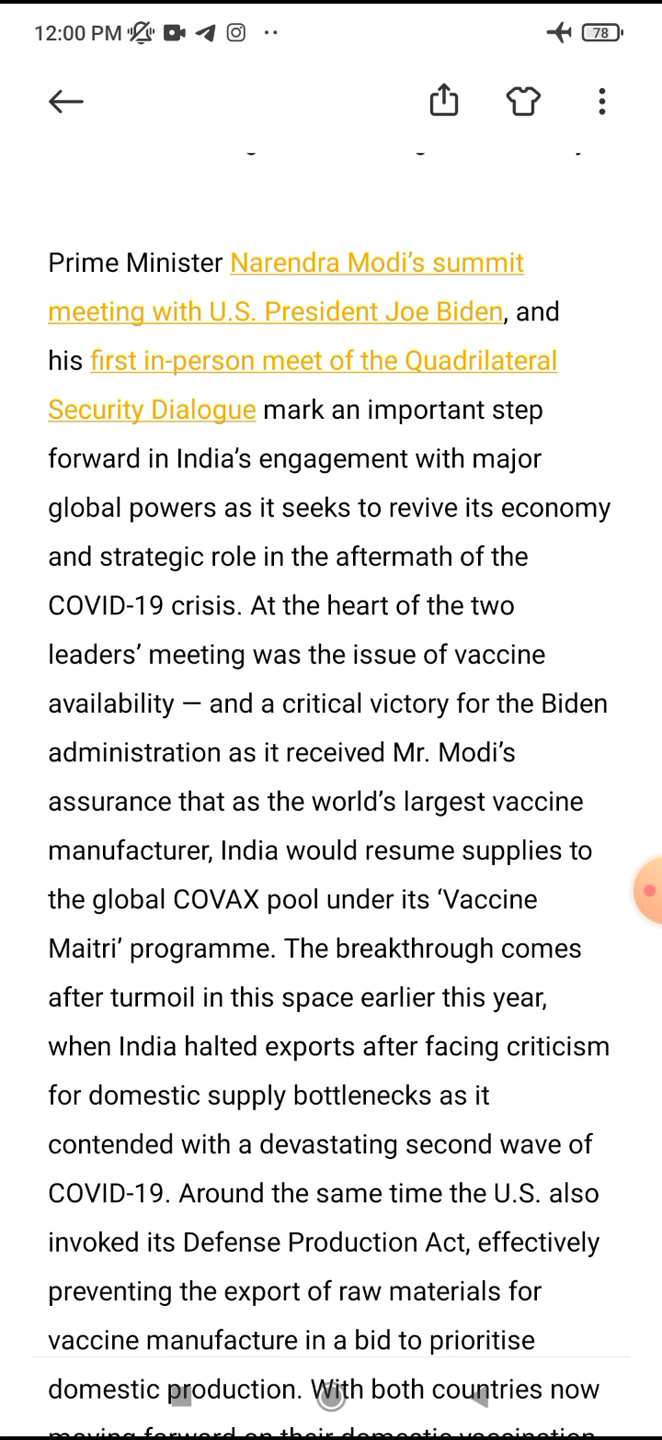 12:00 PM
78
Prime Minister Narendra Modi’s summit
meeting with U.S. President Joe Biden, and
his first in-person meet of the Quadrilateral
Security Dialogue mark an important step
forward in India’s engagement with major
global powers as it seeks to revive its economy
and strategic role in the aftermath of the
COVID-19 crisis. At the heart of the two
leaders’ meeting was the issue of vaccine
availability — and a critical victory for the Biden
administration as it received Mr. Modi’s
assurance that as the world’s largest vaccine
manufacturer, India would resume supplies to
the global COVAX pool under its ‘Vaccine
Maitri’ programme. The breakthrough comes
after turmoil in this space earlier this year,
when India halted exports after facing criticism
for domestic supply bottlenecks as it
contended with a devastating second wave of
COVID-19. Around the same time the U.S. also
invoked its Defense Production Act, effectively
preventing the export of raw materials for
vaccine manufacture in a bid to prioritise
domestic production. With both countries now
moving forward on their domestic vaccination